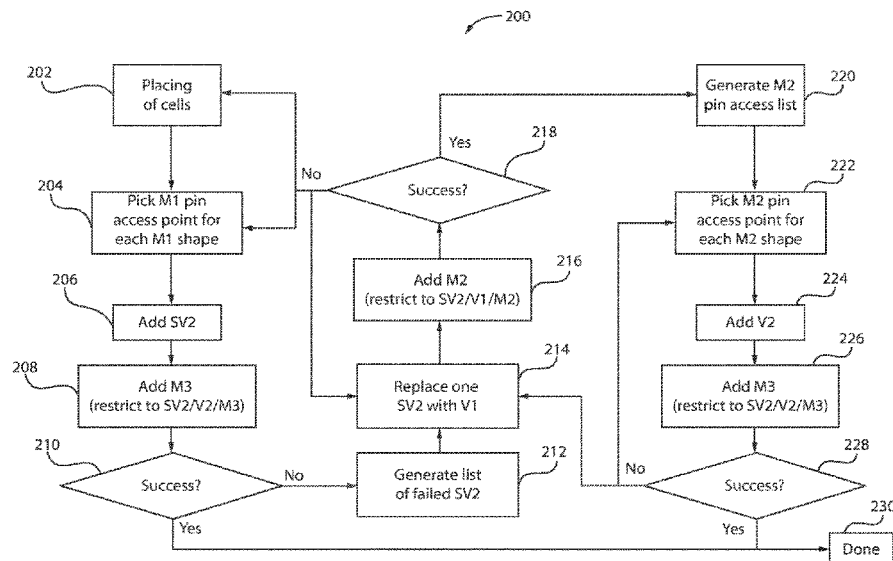 200
202
Placing
of cells
204
Pick M1 pin
access point for
each M1 shape
206
Add SV2
208
Add M3
(restrict to SV2/V2/M3)
210
Success?
No
Yes
212
Generate list
of failed SV2
214
Replace one
SV2 with V1
216
Add M2
(restrict to SV2/V1/M2)
218
Success?
No
Yes
220
Generate M2
pin access list
222
Pick M2 pin
access point for
each M2 shape
224
Add V2
226
Add M3
(restrict to SV2/V2/M3)
228
Success?
No
Yes
230
Done